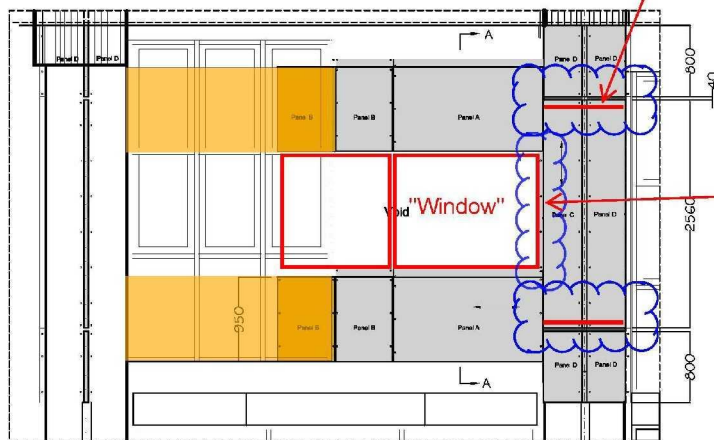 A
Panel D
Panel D
Panel D
Panel D
800
40
Panel B
Panel B
Panel A
Void
"Window"
Panel C
Panel D
2560
950
Panel B
Panel B
Panel A
Panel D
Panel D
800
A